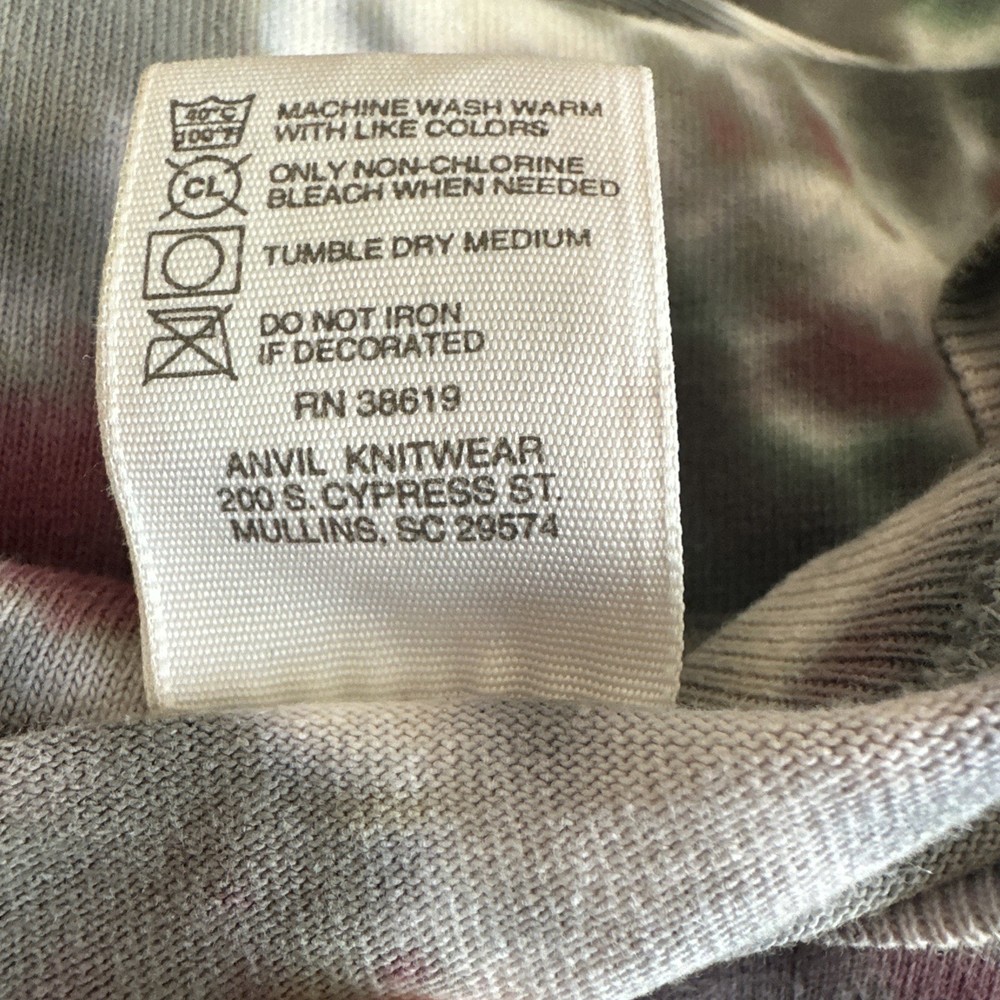 40°C
100°F
MACHINE WASH WARM
WITH LIKE COLORS
CL
ONLY NON-CHLORINE
BLEACH WHEN NEEDED
TUMBLE DRY MEDIUM
DO NOT IRON
IF DECORATED
RN 38619
ANVIL KNITWEAR
200 S. CYPRESS ST.
MULLINS, SC 29574